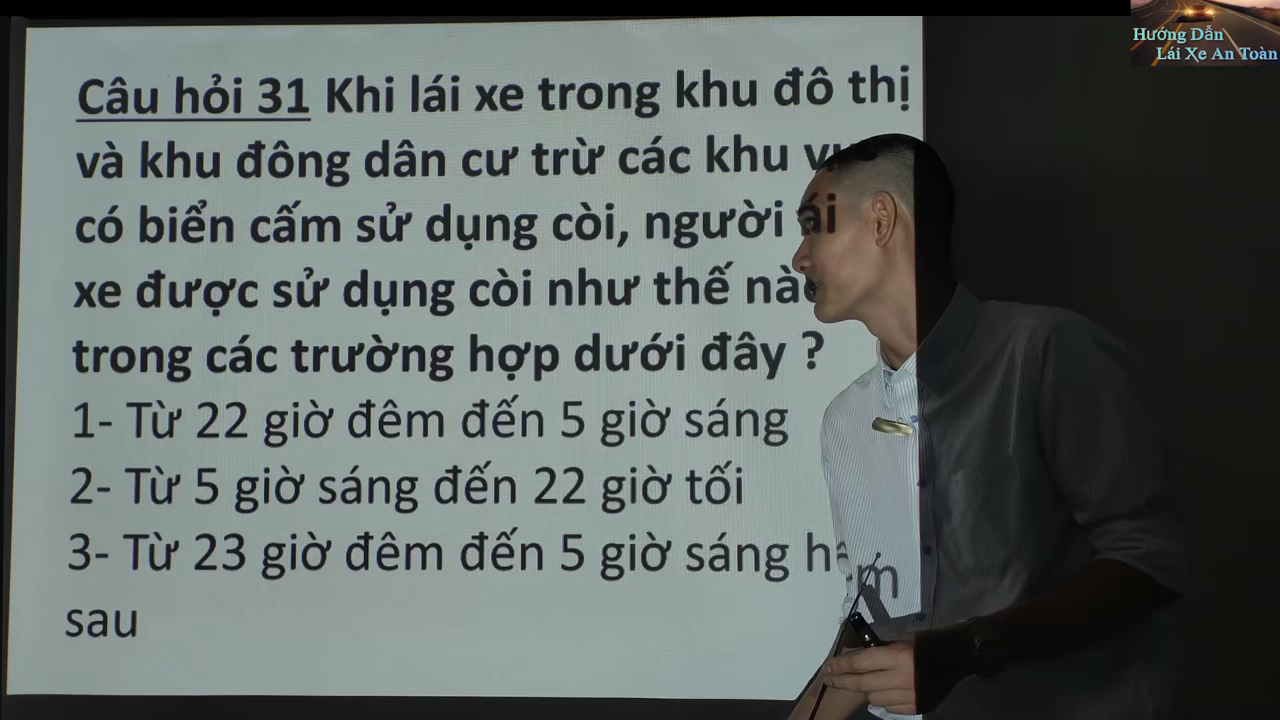 Hướng Dẫn
Lái Xe An Toàn
Câu hỏi 31 Khi lái xe trong khu đô thị
và khu đông dân cư trừ các khu
có biển cấm sử dụng còi, người
xe được sử dụng còi như thế nào
trong các trường hợp dưới đây ?
1- Từ 22 giờ đêm đến 5 giờ sáng
2- Từ 5 giờ sáng đến 22 giờ tối
3- Từ 23 giờ đêm đến 5 giờ sáng
sau